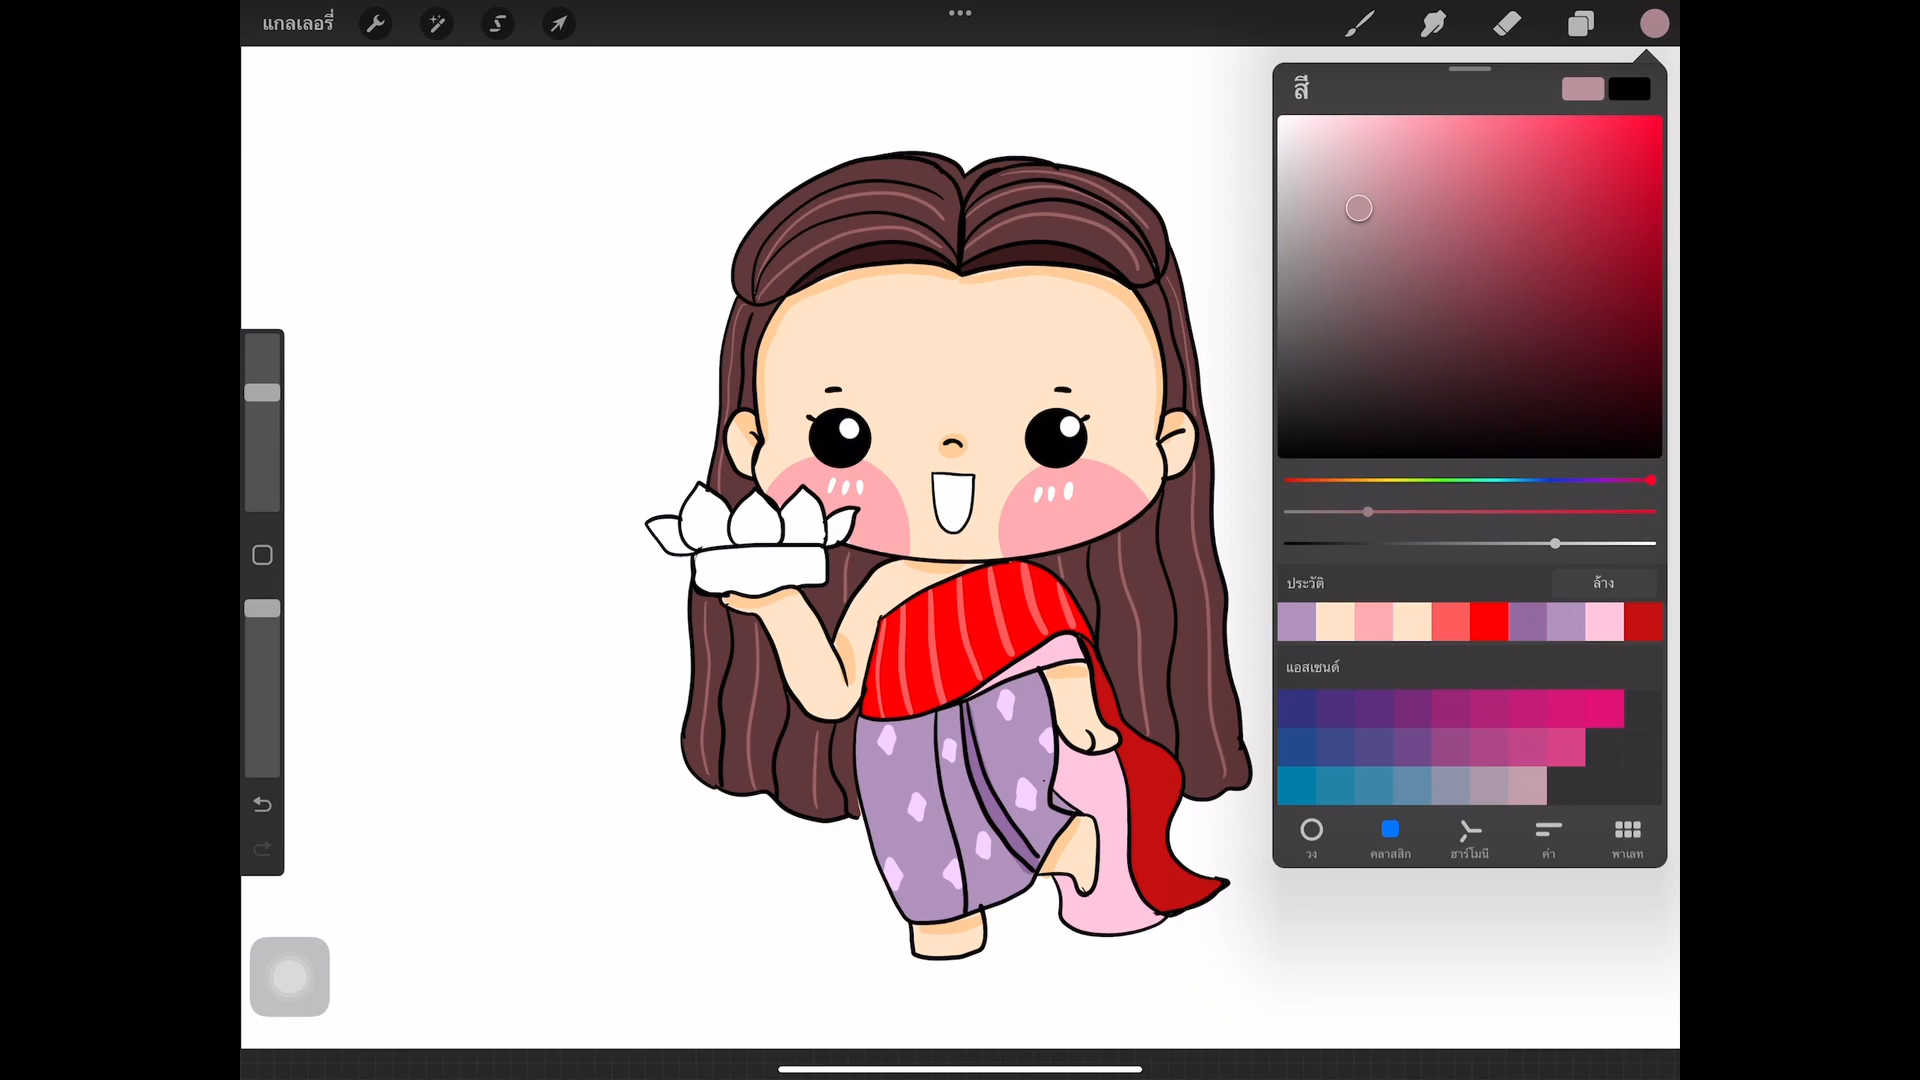 แกลเลอรี่
สี
ประวัติ
ล้าง
แอสเซนด์
วง
คลาสสิก
ฮาร์โมนี
ค่า
พาเลท